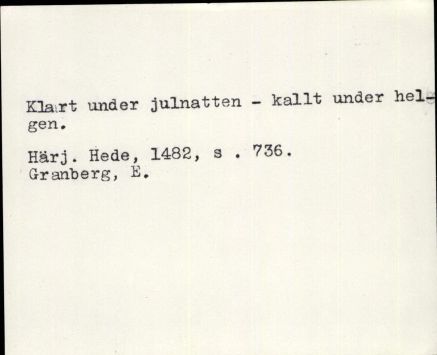 Klart under julnatten - kallt under hel-
gen.
Härj. Hede, 1482, s . 736.
Granberg, E.